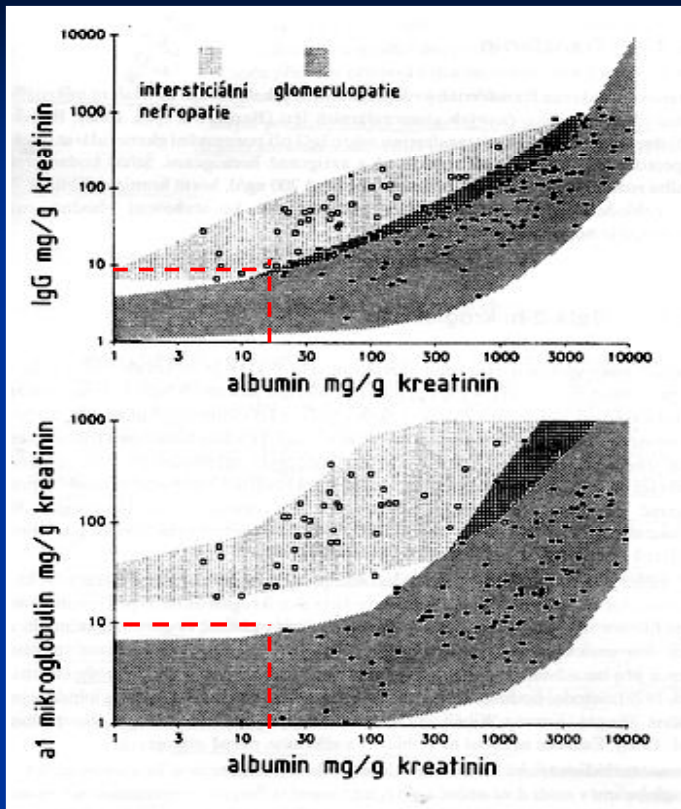 10000
1000
100
10
1
IgG mg/g kreatinin
intersticiální
nefropatie
glomerulopatie
1 3 10 30 100 300 1000 3000 10000
albumin mg/g kreatinin
1000
100
10
1
a1 mikroglobulin mg/g kreatinin
1 3 10 30 100 300 1000 3000 10000
albumin mg/g kreatinin